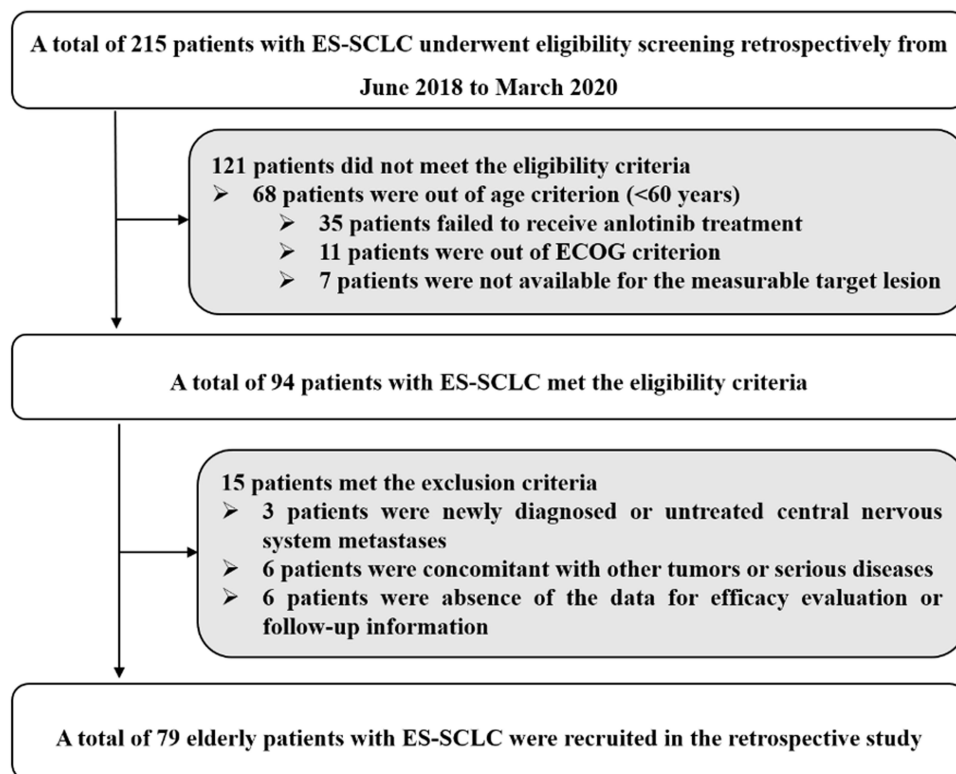 A total of 215 patients with ES-SCLC underwent eligibility screening retrospectively from
June 2018 to March 2020
121 patients did not meet the eligibility criteria
➢ 68 patients were out of age criterion (<60 years)
➢ 35 patients failed to receive anlotinib treatment
➢ 11 patients were out of ECOG criterion
➢ 7 patients were not available for the measurable target lesion
A total of 94 patients with ES-SCLC met the eligibility criteria
15 patients met the exclusion criteria
➢ 3 patients were newly diagnosed or untreated central nervous
system metastases
➢ 6 patients were concomitant with other tumors or serious diseases
➢ 6 patients were absence of the data for efficacy evaluation or
follow-up information
A total of 79 elderly patients with ES-SCLC were recruited in the retrospective study